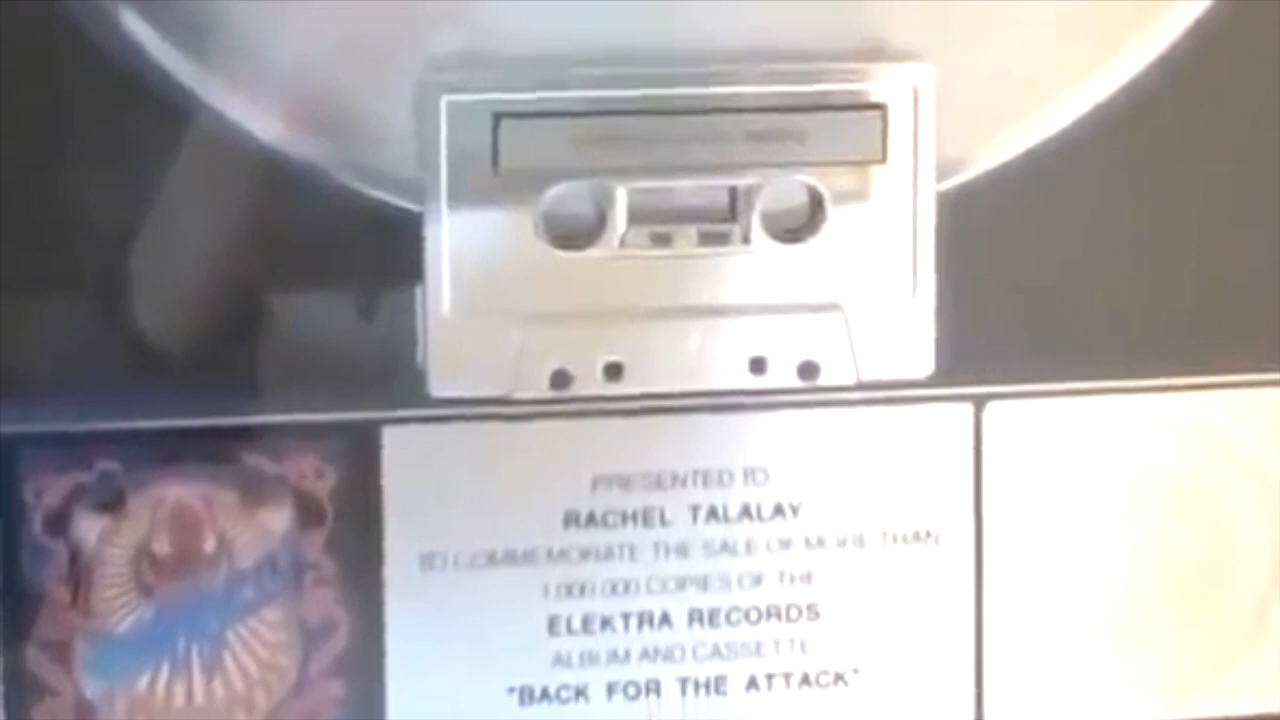 PRESENTED TO
RACHEL TALALAY
TO COMMEMORATE THE SALE OF MORE THAN
1,000,000 COPIES OF THE
ELEKTRA RECORDS
ALBUM AND CASSETTE
"BACK FOR THE ATTACK"